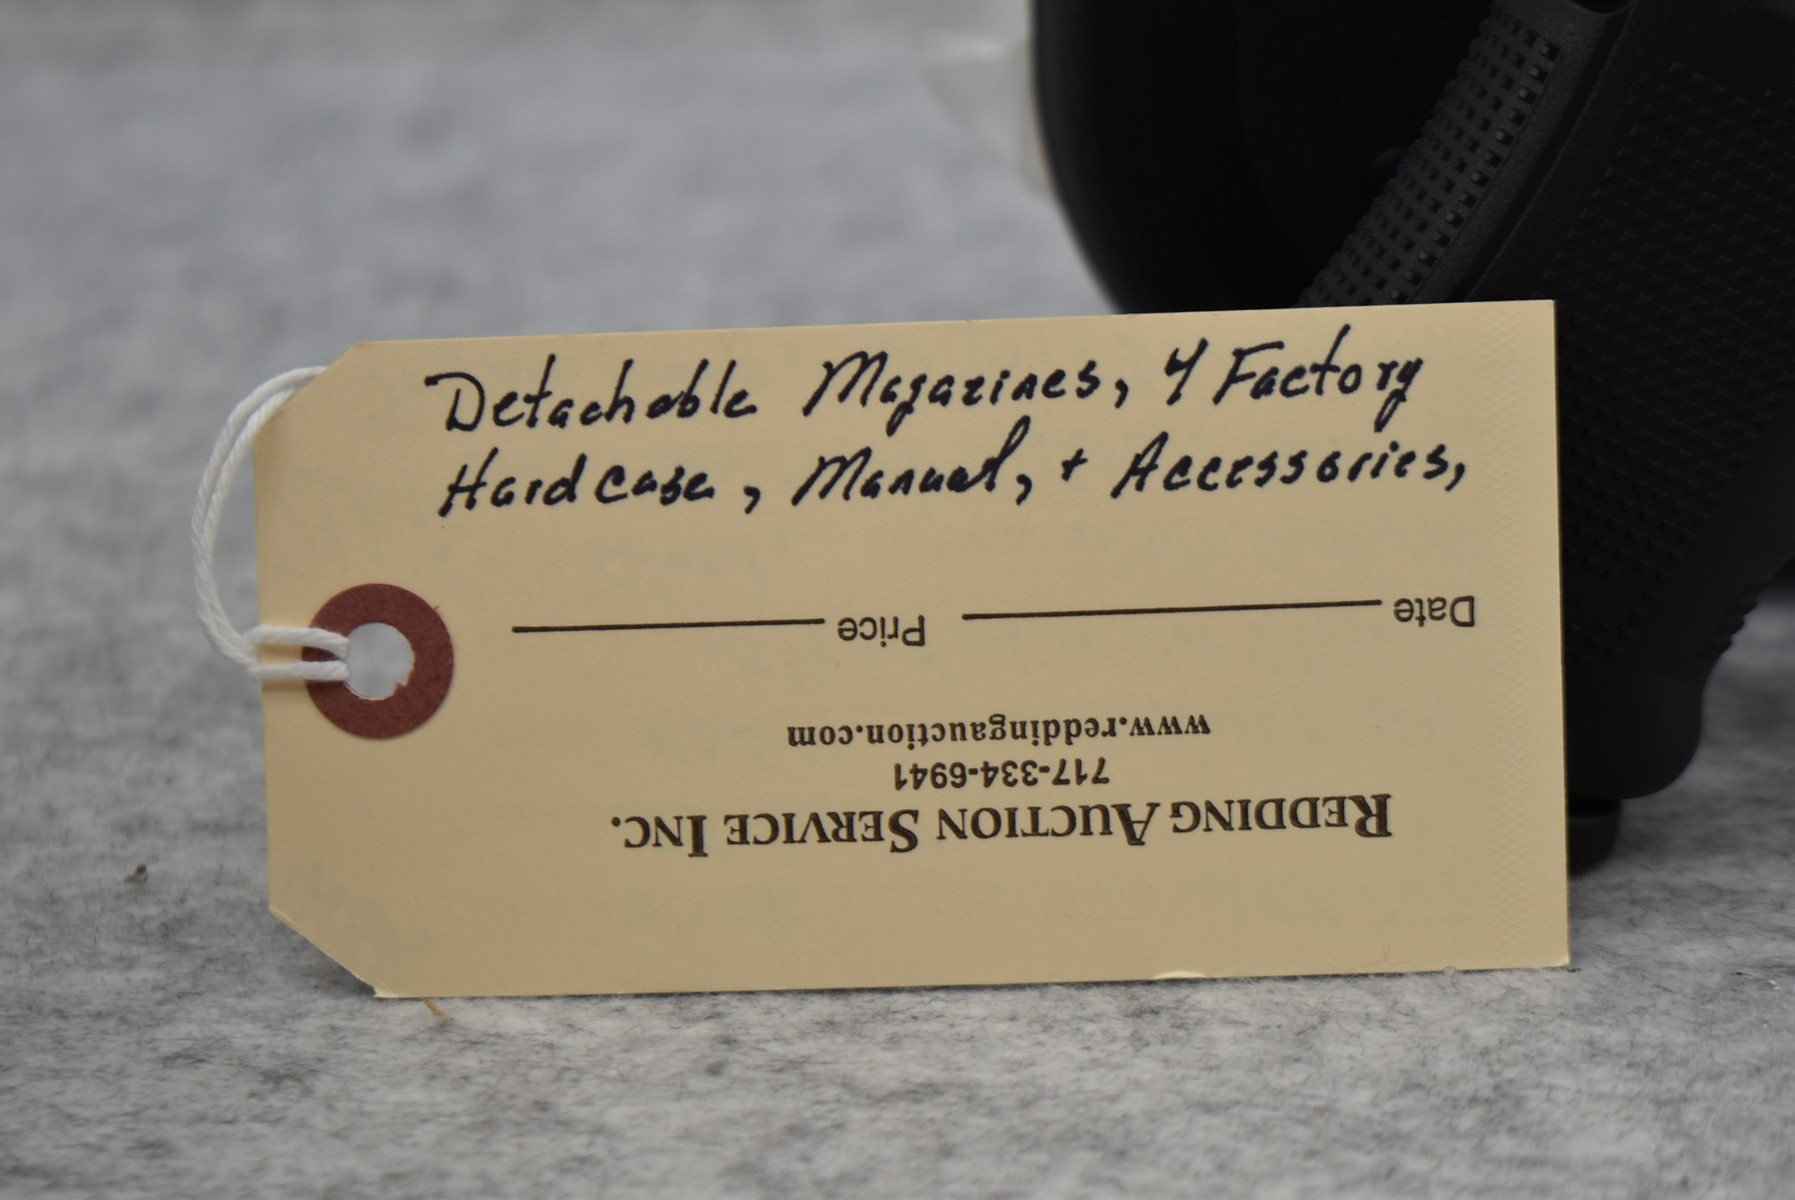 Detachable Magazines, 4 Factory
Hardcase, Manual, + Accessories,
REDDING AUCTION SERVICE INC.
717-334-6941
www.reddingauction.com
Date Price